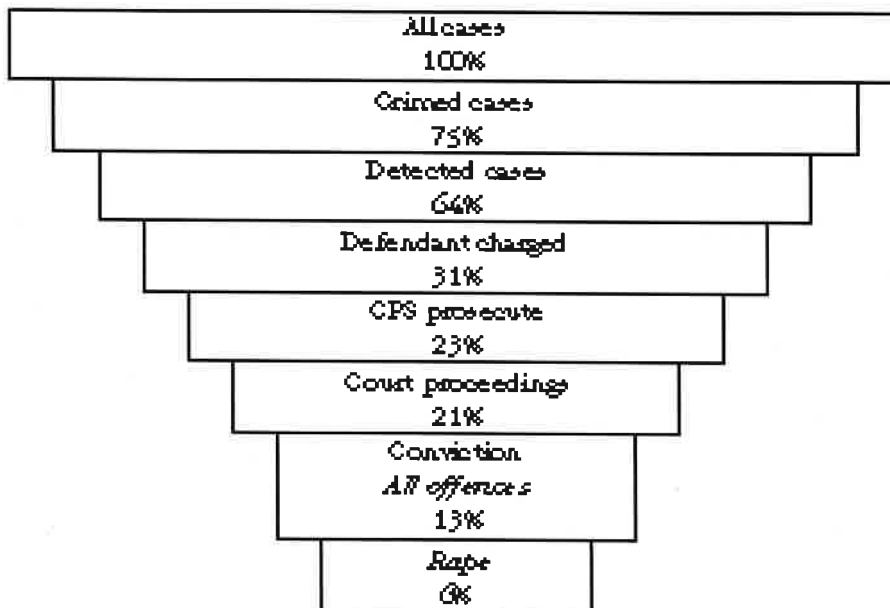 All cases
100%
Crimed cases
75%
Detected cases
64%
Defendant charged
31%
CPS prosecute
23%
Court proceedings
21%
Conviction
All offences
13%
Rape
6%